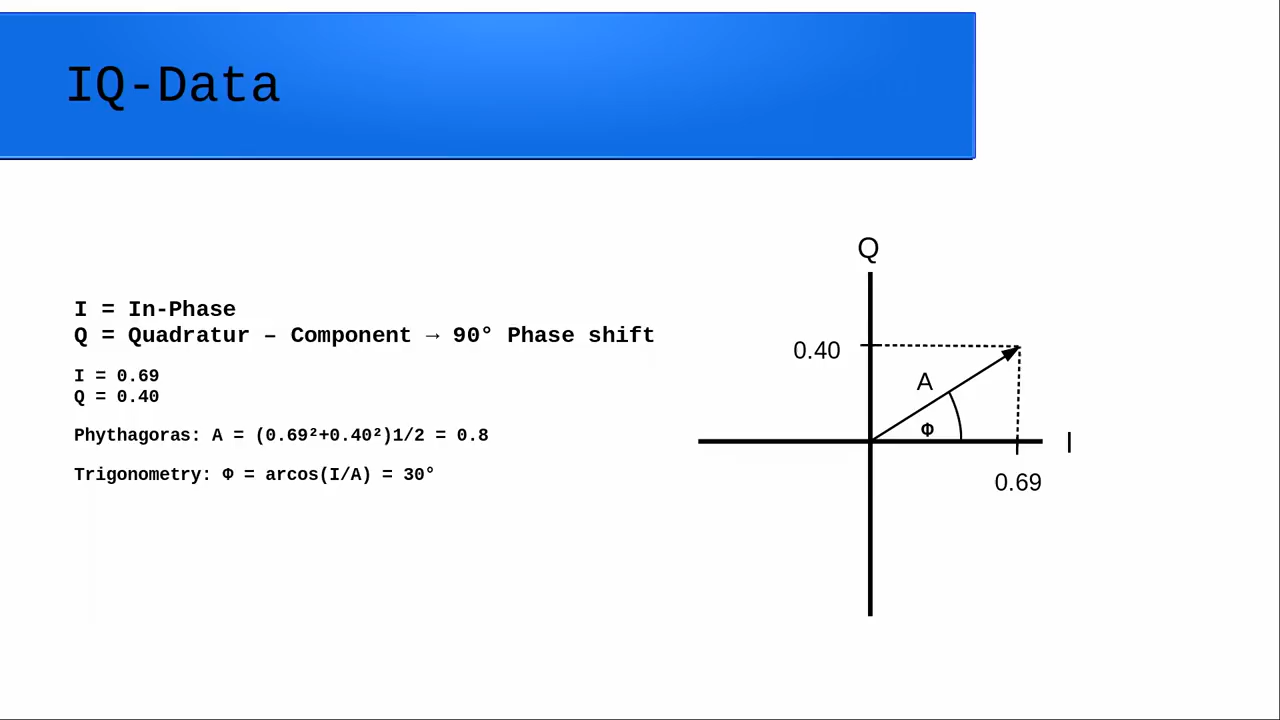 IQ-Data
I = In-Phase
Q = Quadratur – Component → 90° Phase shift
I = 0.69
Q = 0.40
Phythagoras: A = (0.69²+0.40²)1/2 = 0.8
Trigonometry: Φ = arcos(I/A) = 30°
Q
0.40
A
Φ
I
0.69